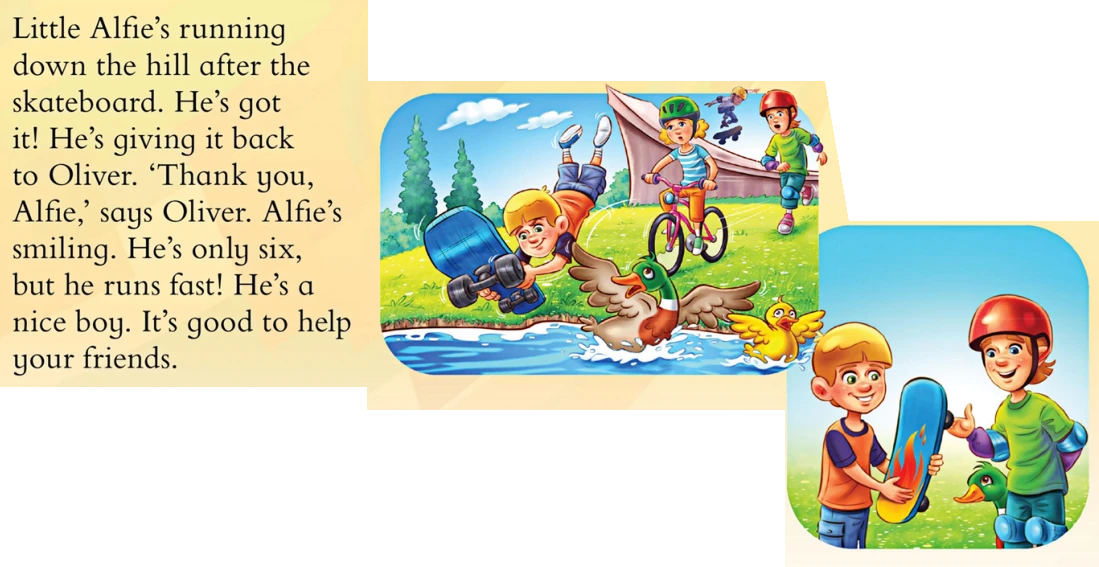 Little Alfie’s running
down the hill after the
skateboard. He’s got
it! He’s giving it back
to Oliver. ‘Thank you,
Alfie,’ says Oliver. Alfie’s
smiling. He’s only six,
but he runs fast! He’s a
nice boy. It’s good to help
your friends.